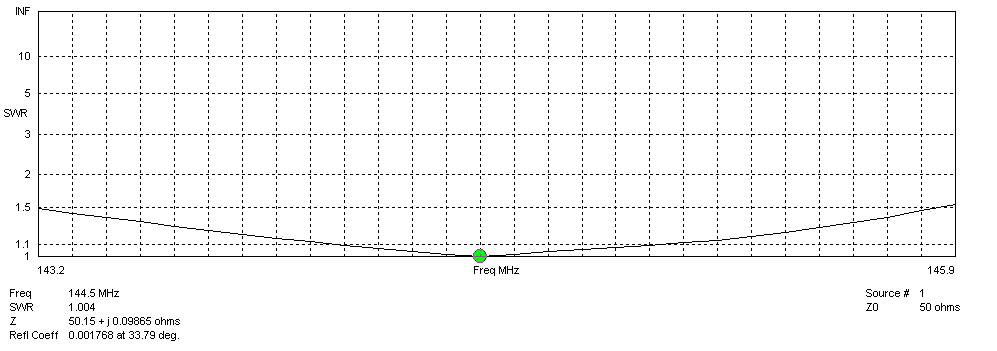 INF
10
5
SWR
3
2
1.5
1.1
1
143.2 Freq MHz 145.9
Freq 144.5 MHz Source # 1
SWR 1.004 Z0 50 ohms
Z 50.15 + j 0.09865 ohms
Refl Coeff 0.001768 at 33.79 deg.